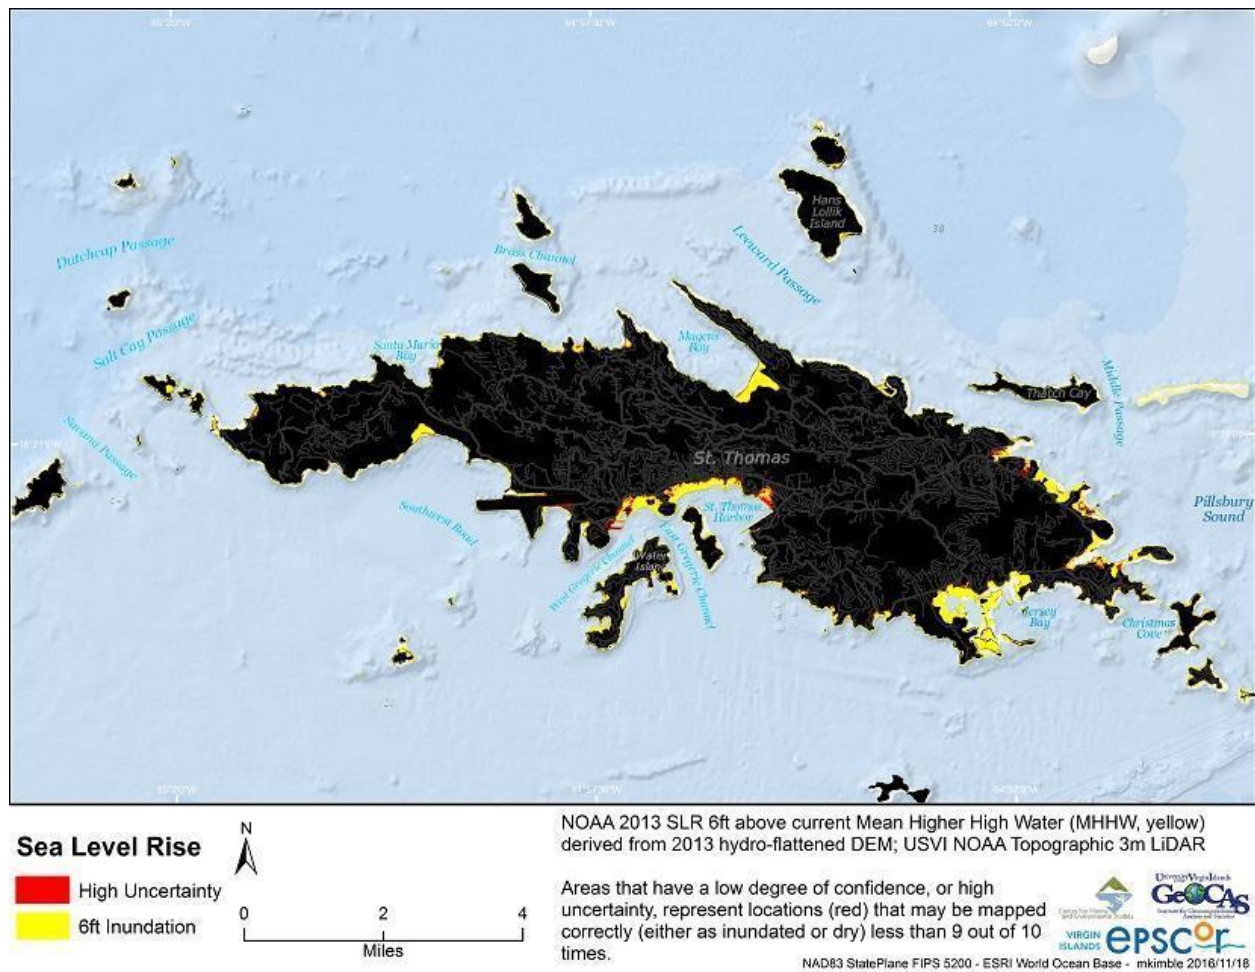 64°57'30"W
Hans
Lollik
Island
38
Dutchcap Passage
Brass Channel
Leeward Passage
Salt Cay Passage
Santa Maria
Bay
Magens
Bay
Middle Passage
Thatch Cay
Savana Passage
St. Thomas
Pillsbury
Sound
Southwest Road
St. Thomas
Harbor
West Gregerie Channel
East Gregerie Channel
Water
Island
Jersey
Bay
Christmas
Cove
Sea Level Rise
High Uncertainty
6ft Inundation
N
0 2 4
Miles
NOAA 2013 SLR 6ft above current Mean Higher High Water (MHHW, yellow)
derived from 2013 hydro-flattened DEM; USVI NOAA Topographic 3m LiDAR
Areas that have a low degree of confidence, or high
uncertainty, represent locations (red) that may be mapped
correctly (either as inundated or dry) less than 9 out of 10
times.
GeoCAS
VIRGIN
ISLANDS
EPSCoR
NAD83 StatePlane FIPS 5200 - ESRI World Ocean Base - mkimble 2016/11/18